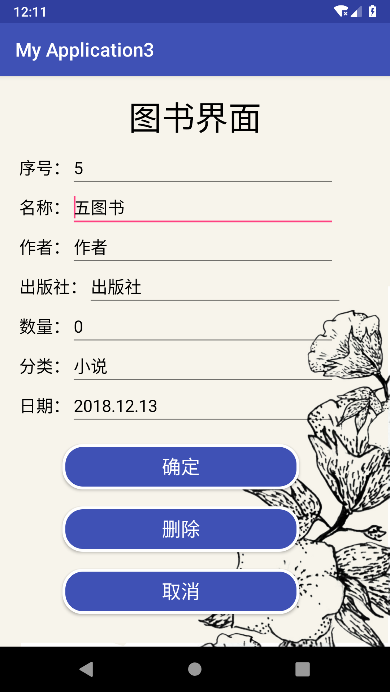 12:11
My Application3
图书界面
序号： 5
名称： 五图书
作者： 作者
出版社： 出版社
数量： 0
分类： 小说
日期： 2018.12.13
确定
删除
取消